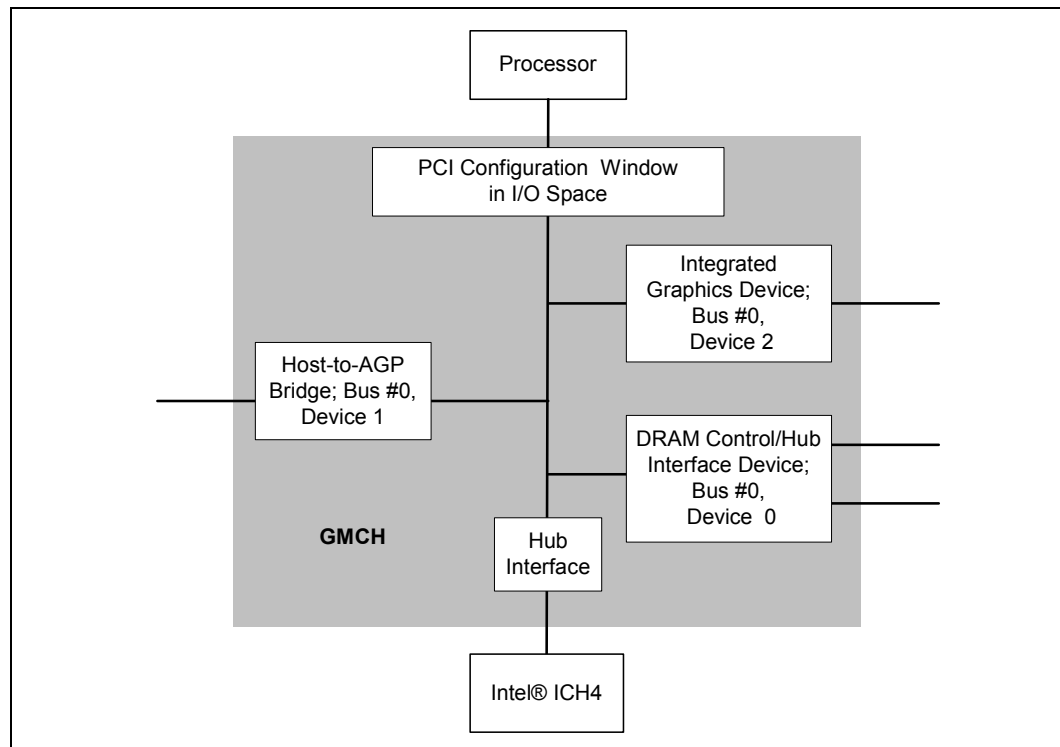 Processor
PCI Configuration Window
in I/O Space
Integrated
Graphics Device;
Bus #0,
Device 2
Host-to-AGP
Bridge; Bus #0,
Device 1
DRAM Control/Hub
Interface Device;
Bus #0,
Device 0
GMCH
Hub
Interface
Intel® ICH4